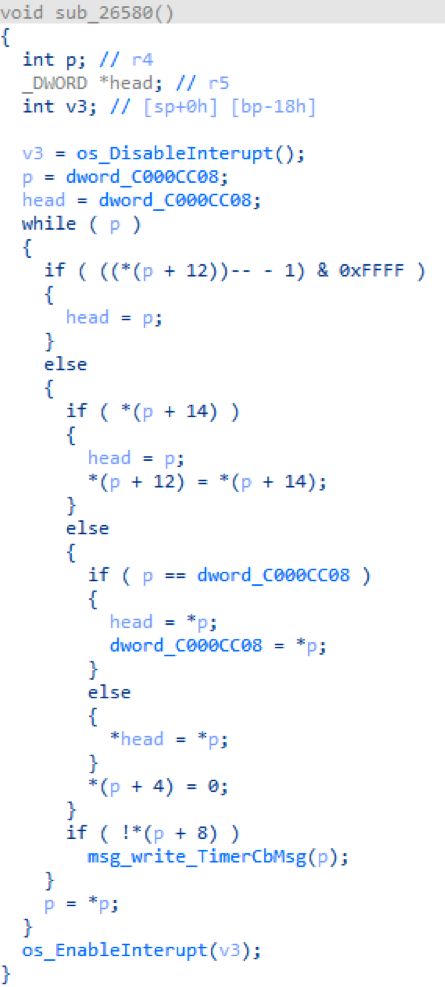 void sub_26580()
{
int p; // r4
_DWORD *head; // r5
int v3; // [sp+0h] [bp-18h]
v3 = os_DisableInterupt();
p = dword_C000CC08;
head = dword_C000CC08;
while ( p )
{
if ( ((*(p + 12))-- - 1) & 0xFFFF )
{
head = p;
}
else
{
if ( *(p + 14) )
{
head = p;
*(p + 12) = *(p + 14);
}
else
{
if ( p == dword_C000CC08 )
{
head = *p;
dword_C000CC08 = *p;
}
else
{
*head = *p;
}
*(p + 4) = 0;
}
if ( !*(p + 8) )
msg_write_TimerCbMsg(p);
}
p = *p;
}
os_EnableInterupt(v3);
}